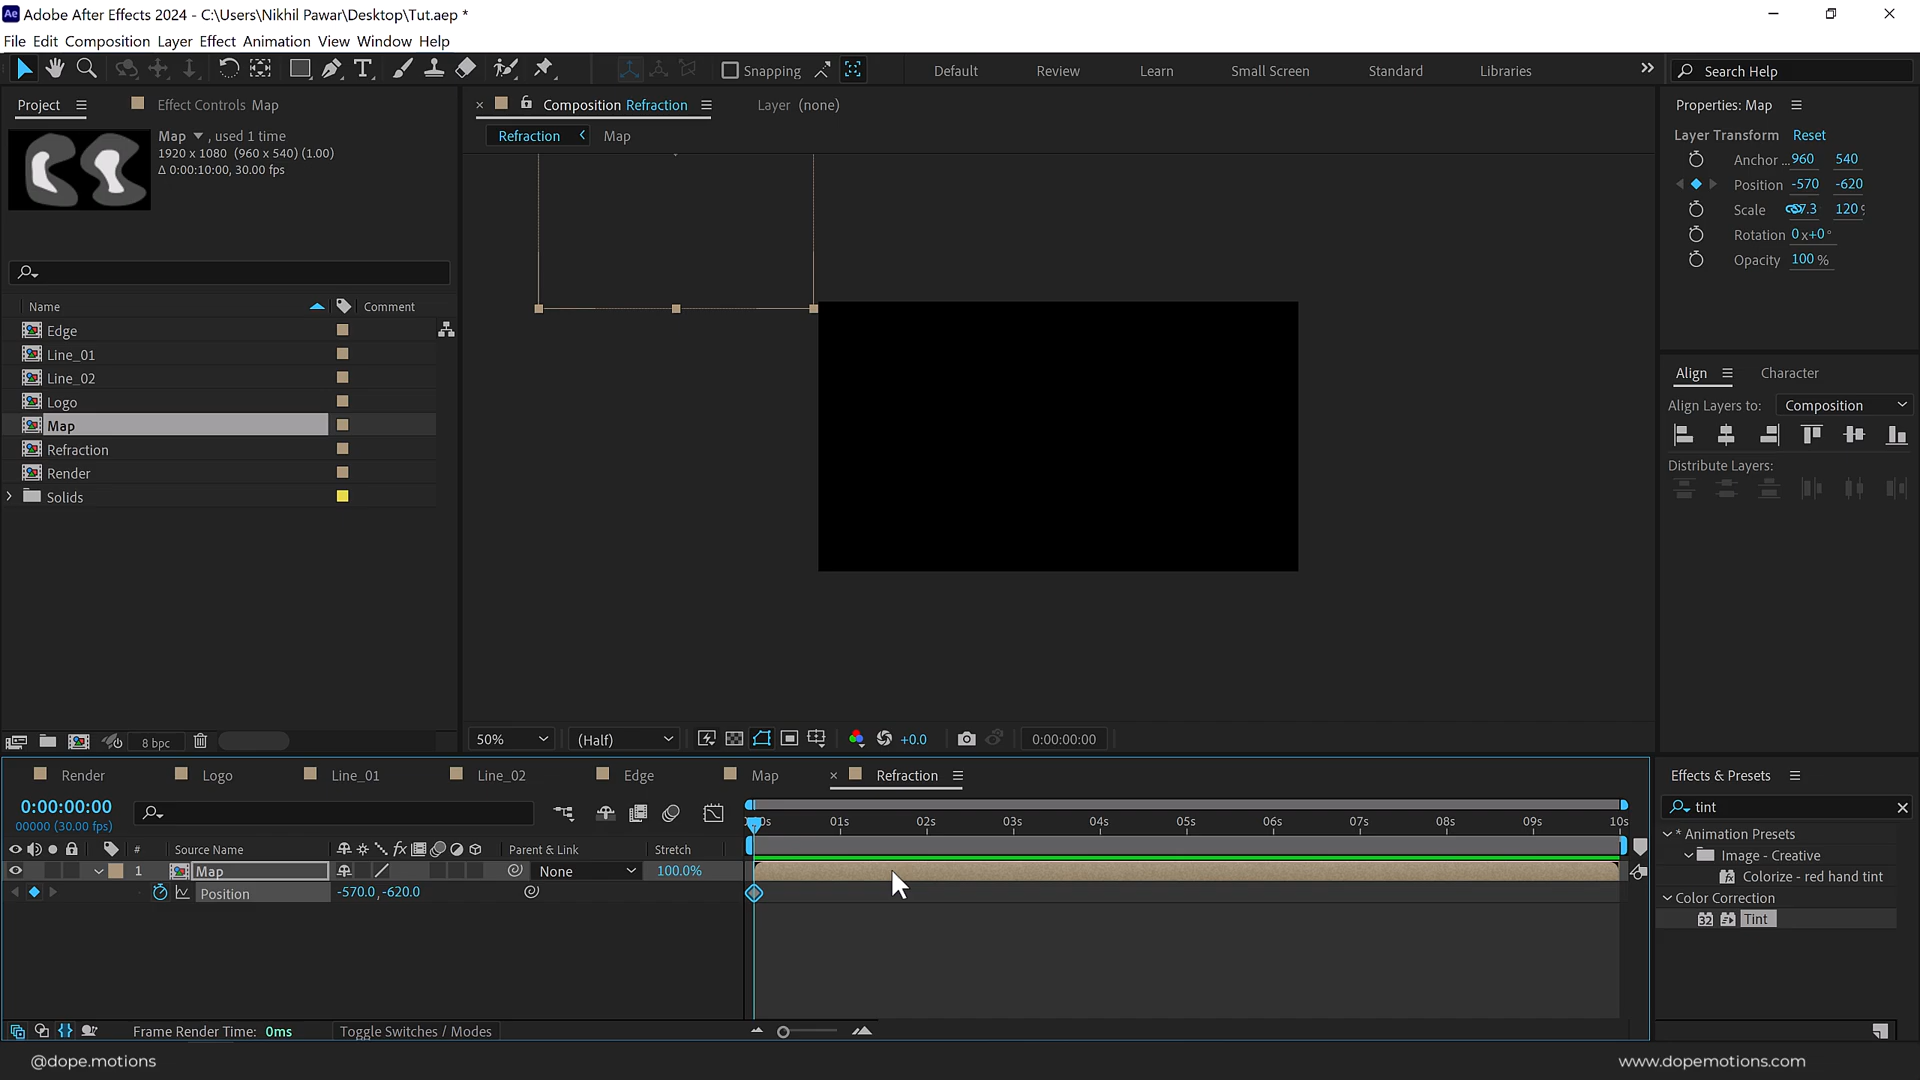 Adobe After Effects 2024 - C:\Users\Nikhil Pawar\Desktop\Tut.aep *
File Edit Composition Layer Effect Animation View Window Help
Snapping
Default Review Learn Small Screen Standard Libraries
Search Help
Project
Effect Controls Map
Map , used 1 time
1920 x 1080 (960 x 540) (1.00)
Δ 0:00:10:00, 30.00 fps
Name Comment
Edge
Line_01
Line_02
Logo
Map
Refraction
Render
Solids
8 bpc
Composition Refraction
Layer (none)
Refraction Map
50% (Half) +0.0 0:00:00:00
Properties: Map
Layer Transform Reset
Anchor ... 960 540
Position -570 -620
Scale 120
Rotation 0x+0°
Opacity 100 %
Align Character
Align Layers to: Composition
Distribute Layers:
Render Logo Line_01 Line_02 Edge Map Refraction
0:00:00:00
00000 (30.00 fps)
01s 02s 03s 04s 05s 06s 07s 08s 09s 10s
# Source Name Parent & Link Stretch
1 Map None 100.0%
Position -570.0,-620.0
Frame Render Time: 0ms Toggle Switches / Modes
Effects & Presets
tint
* Animation Presets
Image - Creative
Colorize - red hand tint
Color Correction
32 Tint
@dope.motions
www.dopemotions.com